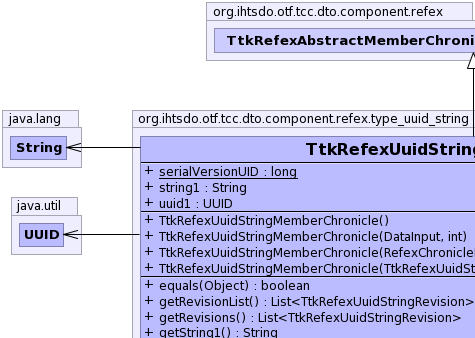 org.ihtsdo.otf.tcc.dto.component.refex
TtkRefexAbstractMemberChroni
java.lang
String
org.ihtsdo.otf.tcc.dto.component.refex.type_uuid_string
TtkRefexUuidString
+ serialVersionUID : long
+ string1 : String
+ uuid1 : UUID
java.util
UUID
+ TtkRefexUuidStringMemberChronicle()
+ TtkRefexUuidStringMemberChronicle(DataInput, int)
+ TtkRefexUuidStringMemberChronicle(RefexChronicle
+ TtkRefexUuidStringMemberChronicle(TtkRefexUuidSt
+ equals(Object) : boolean
+ getRevisionList() : List<TtkRefexUuidStringRevision>
+ getRevisions() : List<TtkRefexUuidStringRevision>
+ getString1() : String